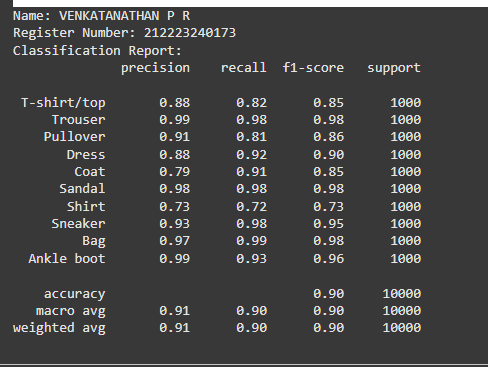 Name: VENKATANATHAN P R
Register Number: 212223240173
Classification Report:
precision recall f1-score support
T-shirt/top 0.88 0.82 0.85 1000
Trouser 0.99 0.98 0.98 1000
Pullover 0.91 0.81 0.86 1000
Dress 0.88 0.92 0.90 1000
Coat 0.79 0.91 0.85 1000
Sandal 0.98 0.98 0.98 1000
Shirt 0.73 0.72 0.73 1000
Sneaker 0.93 0.98 0.95 1000
Bag 0.97 0.99 0.98 1000
Ankle boot 0.99 0.93 0.96 1000
accuracy 0.90 10000
macro avg 0.91 0.90 0.90 10000
weighted avg 0.91 0.90 0.90 10000